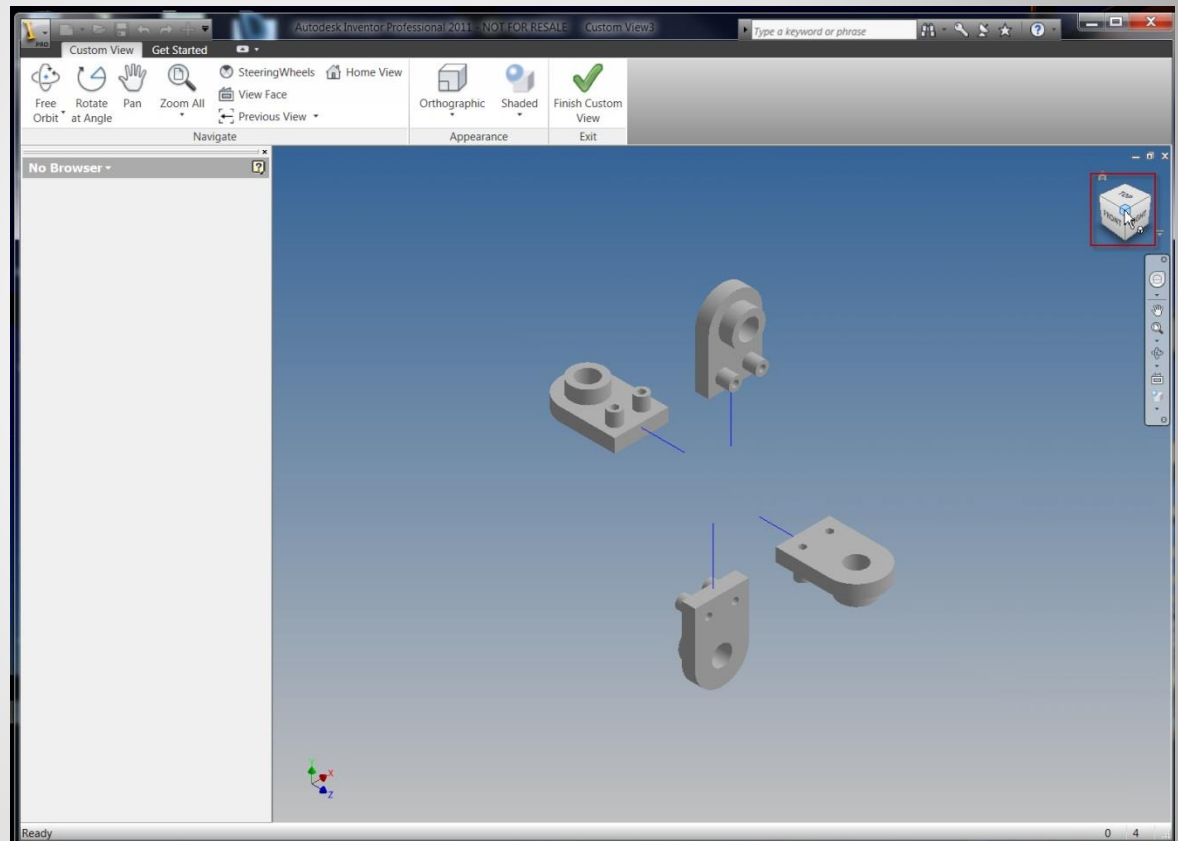 Autodesk Inventor Professional 2011 - NOT FOR RESALE Custom View3
Type a keyword or phrase
PRO
Custom View Get Started
Free Orbit
Rotate at Angle
Pan
Zoom All
SteeringWheels
Home View
View Face
Previous View
Orthographic
Shaded
Finish Custom View
Navigate
Appearance
Exit
No Browser
TOP
FRONT
Y
X
Z
Ready
0 4